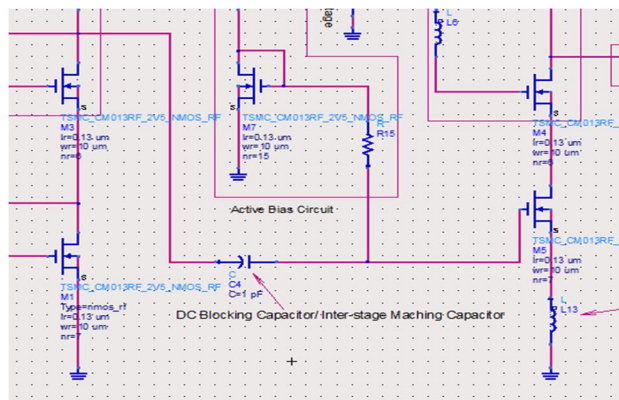 tage
L
L6
S
TSMC_CM013RF_2V5_NMOS_RF
M3
lr=0.13 um
wr=10 um
nr=6
S
TSMC_CM013RF_2V5_NMOS_RF
M7
lr=0.13 um
wr=10 um
nr=15
R
R15
S
TSMC_CM013RF_
M4
lr=0.13 um
wr=10 um
Active Bias Circuit
S
TSMC_CM013RF_2V5_NMOS_RF
M1
Type=nmos_rf
lr=0.13 um
wr=10 um
nr=7
C
C4
C=1 pF
S
TSMC_CM013RF_
M5
lr=0.13 um
wr=10 um
nr=7
L
L13
DC Blocking Capacitor/Inter-stage Maching Capacitor